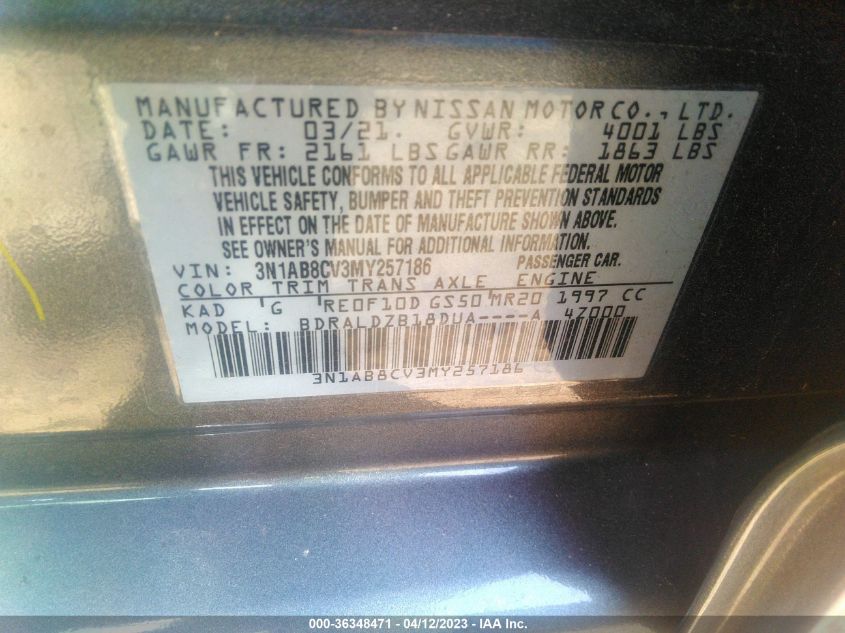 MANUFACTURED BY NISSAN MOTOR CO., LTD.
DATE: 03/21. GVWR: 4001 LBS
GAWR FR: 2161 LBS GAWR RR: 1863 LBS
THIS VEHICLE CONFORMS TO ALL APPLICABLE FEDERAL MOTOR
VEHICLE SAFETY, BUMPER AND THEFT PREVENTION STANDARDS
IN EFFECT ON THE DATE OF MANUFACTURE SHOWN ABOVE.
SEE OWNER'S MANUAL FOR ADDITIONAL INFORMATION.
VIN: 3N1AB8CV3MY257186 PASSENGER CAR.
COLOR TRIM TRANS AXLE ENGINE
KAD G RE0F10D GS50 MR20 1997 CC
MODEL: BDRALDZB18DUA----A 4Z000
3N1AB8CV3MY257186
000-36348471 - 04/12/2023 - IAA Inc.